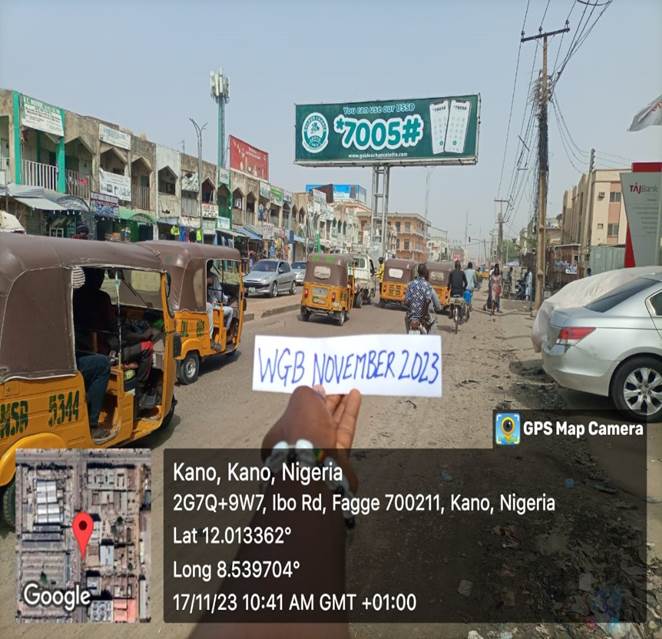 You can use our USSD
*7005#
TAJBank
WGB NOVEMBER 2023
5344
GPS Map Camera
Kano, Kano, Nigeria
2G7Q+9W7, Ibo Rd, Fagge 700211, Kano, Nigeria
Lat 12.013362°
Long 8.539704°
17/11/23 10:41 AM GMT +01:00
Google